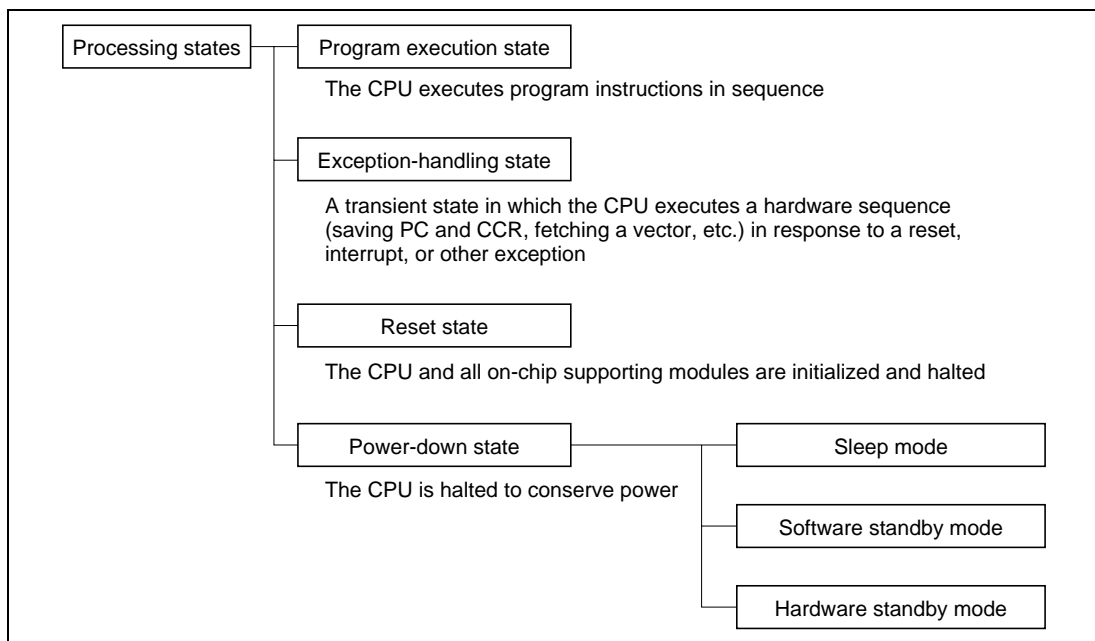 Processing states
Program execution state
The CPU executes program instructions in sequence
Exception-handling state
A transient state in which the CPU executes a hardware sequence
(saving PC and CCR, fetching a vector, etc.) in response to a reset,
interrupt, or other exception
Reset state
The CPU and all on-chip supporting modules are initialized and halted
Power-down state
Sleep mode
The CPU is halted to conserve power
Software standby mode
Hardware standby mode